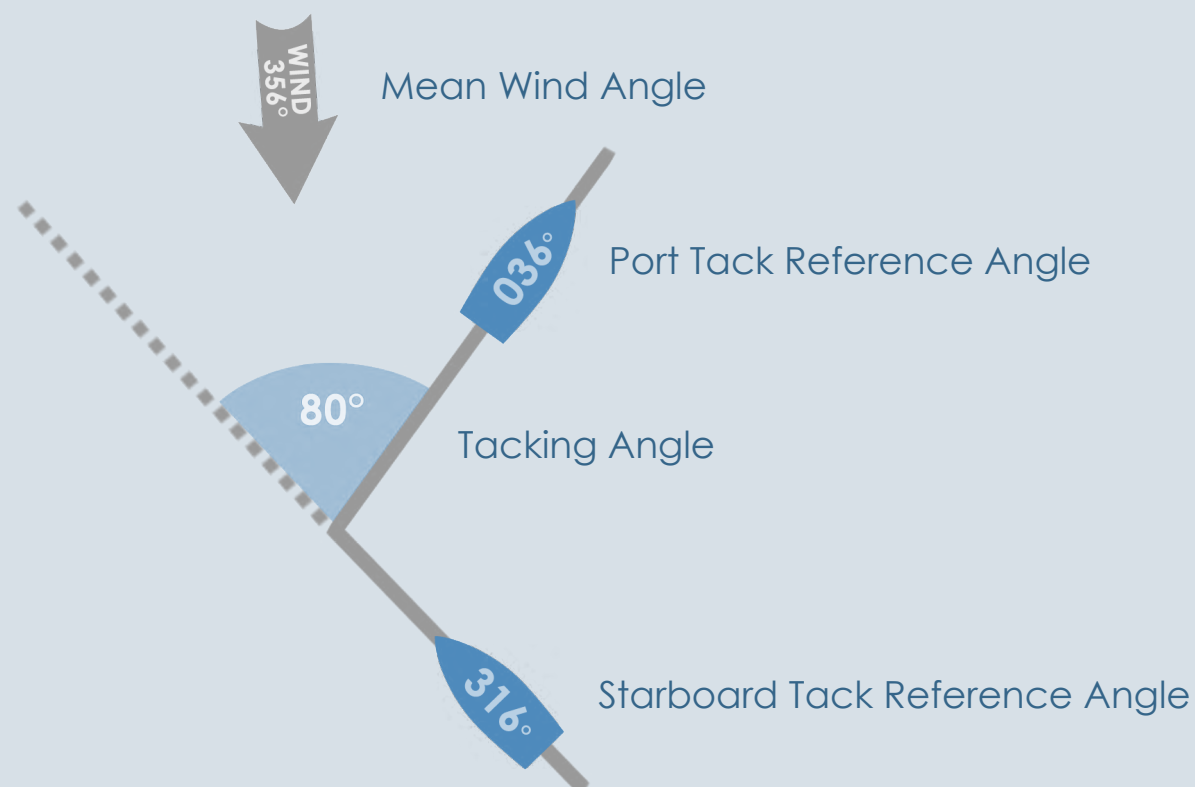 WIND
356°
Mean Wind Angle
036°
Port Tack Reference Angle
80°
Tacking Angle
316°
Starboard Tack Reference Angle